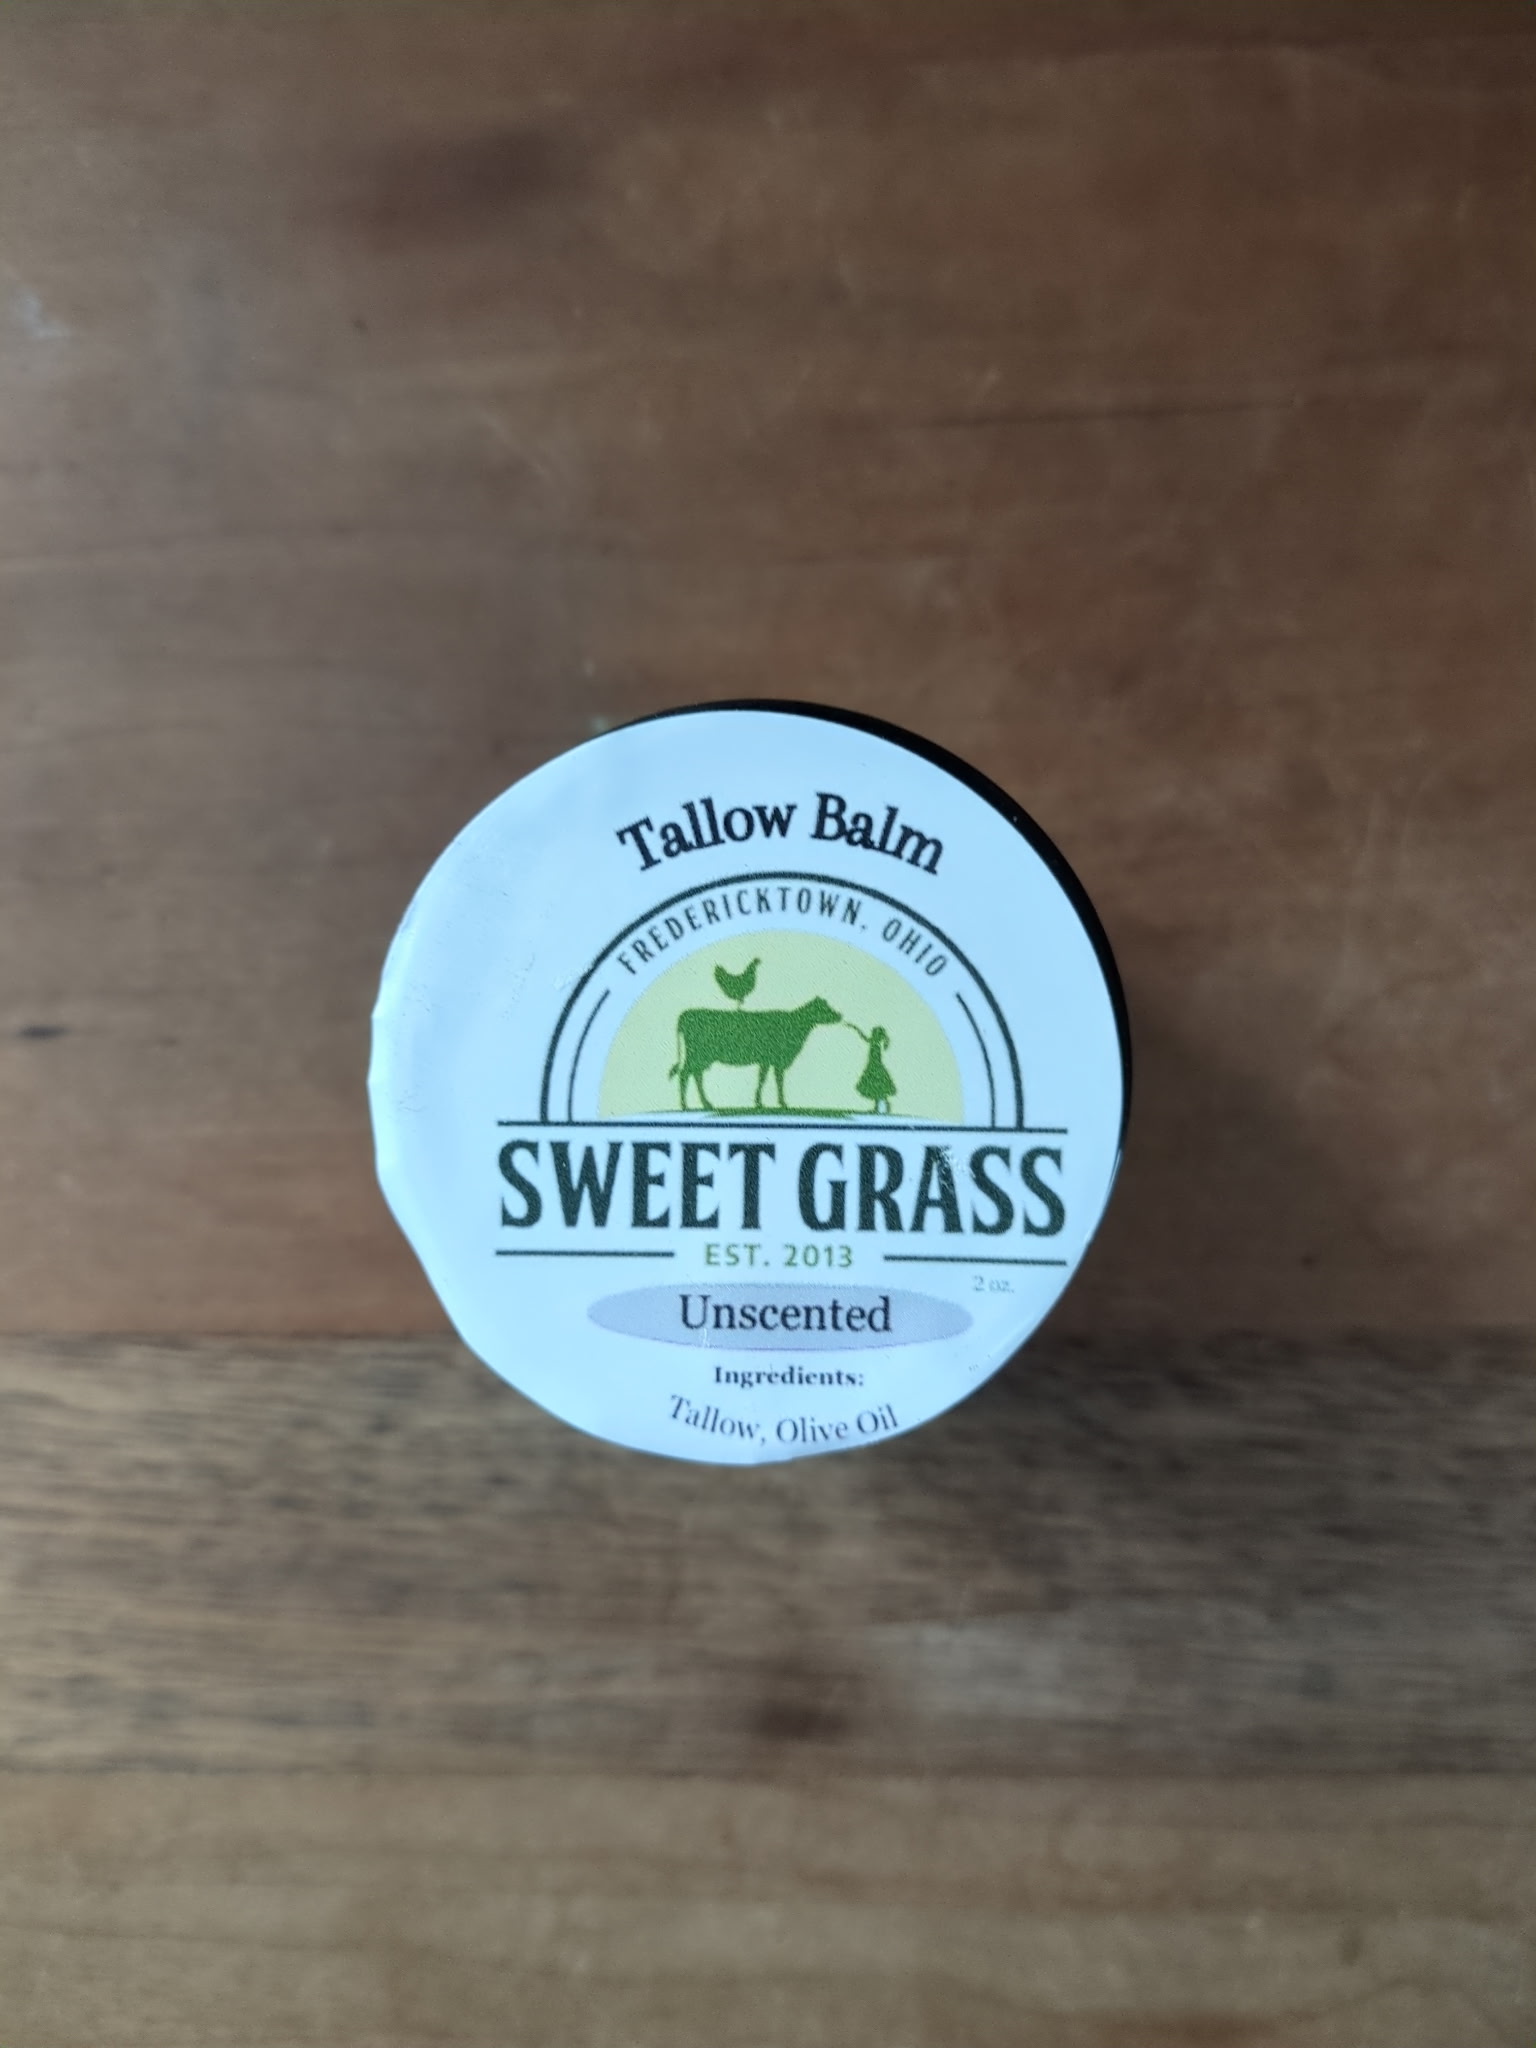 Tallow Balm
FREDERICKTOWN, OHIO
SWEET GRASS
EST. 2013
2 oz.
Unscented
Ingredients:
Tallow, Olive Oil